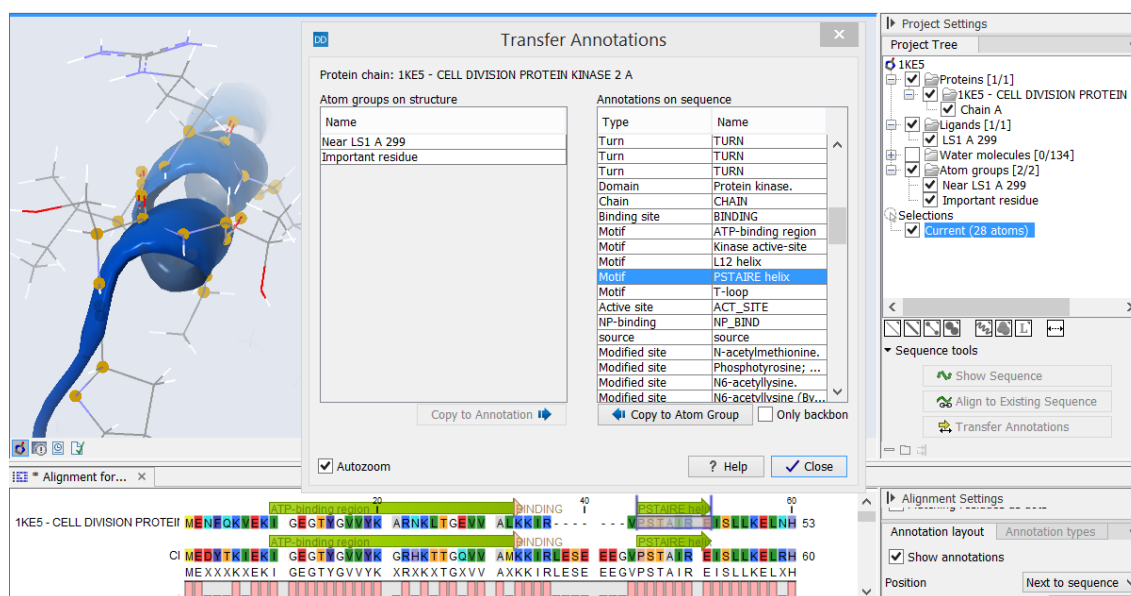 DD
Transfer Annotations
Protein chain: 1KE5 - CELL DIVISION PROTEIN KINASE 2 A
Atom groups on structure
Name
Near LS1 A 299
Important residue
Copy to Annotation
Autozoom
Annotations on sequence
Type Name
Turn TURN
Turn TURN
Turn TURN
Domain Protein kinase.
Chain CHAIN
Binding site BINDING
Motif ATP-binding region
Motif Kinase active-site
Motif L12 helix
Motif PSTAIRE helix
Motif T-loop
Active site ACT_SITE
NP-binding NP_BIND
source source
Modified site N-acetylmethionine.
Modified site Phosphotyrosine; ...
Modified site N6-acetyllysine.
Modified site N6-acetyllysine (By...
Copy to Atom Group Only backbon
? Help Close
Project Settings
Project Tree
1KE5
Proteins [1/1]
1KE5 - CELL DIVISION PROTEIN
Chain A
Ligands [1/1]
LS1 A 299
Water molecules [0/134]
Atom groups [2/2]
Near LS1 A 299
Important residue
Selections
Current (28 atoms)
Sequence tools
Show Sequence
Align to Existing Sequence
Transfer Annotations
* Alignment for...
20 40 60
ATP-binding region BINDING PSTAIRE heli
1KE5 - CELL DIVISION PROTEI MENFQKVEKI GEGTYGVVYK ARNKLTGEVV ALKKIR- - - - - - - VPSTAIR EISLLKELNH 53
ATP-binding region BINDING PSTAIRE heli
MEDYTKIEKI GEGTYGVVYK GRHKTTGQVV AMKKIRLESE EEGVPSTAIR EISLLKELRH 60
MEXXXKXEKI GEGTYGVVYK XRXKXTGXVV AXKKIRLESE EEGVPSTAIR EISLLKELXH
Alignment Settings
Annotation layout Annotation types
Show annotations
Position Next to sequence